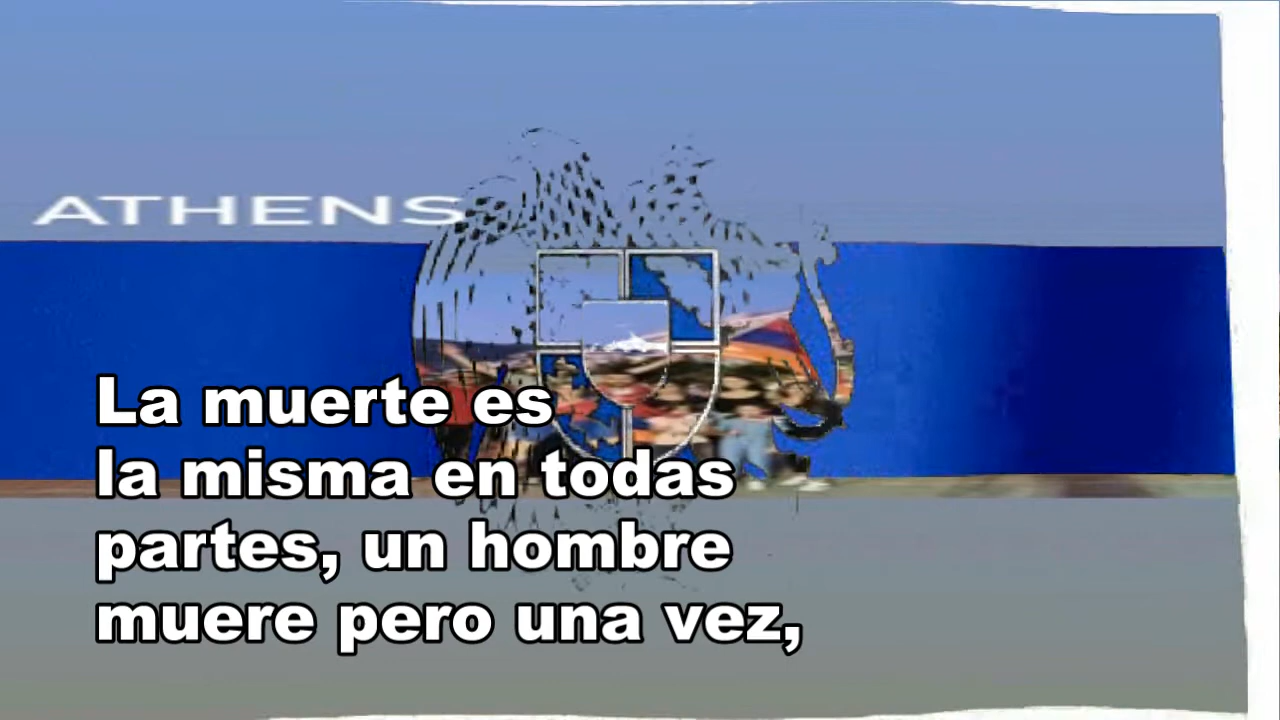 ATHENS
La muerte es
la misma en todas
partes, un hombre
muere pero una vez,